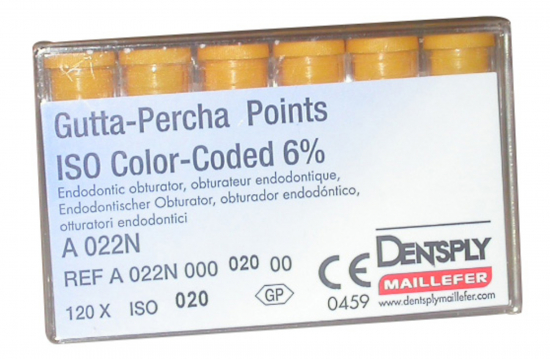 Gutta-Percha Points
ISO Color-Coded 6%
Endodontic obturator, obturateur endodontique,
Endodontischer Obturator, obturador endodóntico,
otturatori endodontici
A 022N
REF A 022N 000 020 00
120 X ISO 020
GP
CE
0459
DENTSPLY
MAILLEFER
www.dentsplymaillefer.com